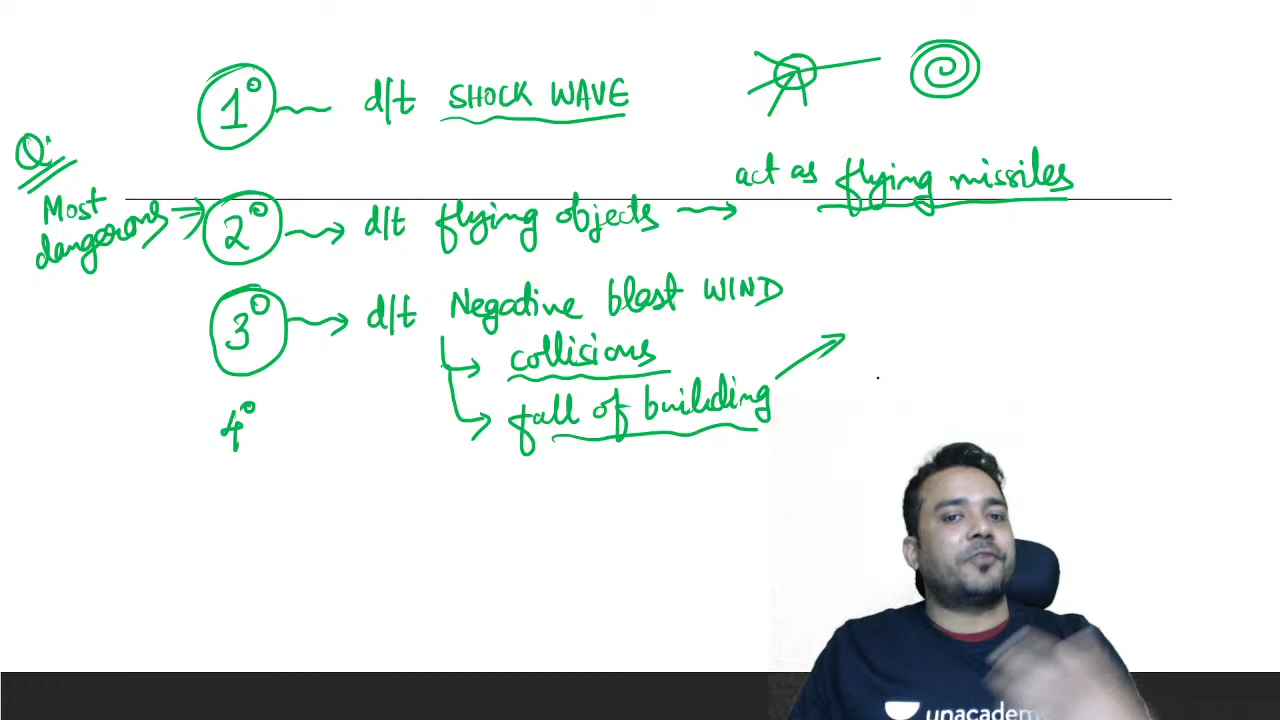 1° d/t SHOCK WAVE
Q:
Most dangerous ⇒ 2° → d/t flying objects → act as flying missiles
3° → d/t Negative blast WIND
→ collisions
→ fall of building
4°
unacadem